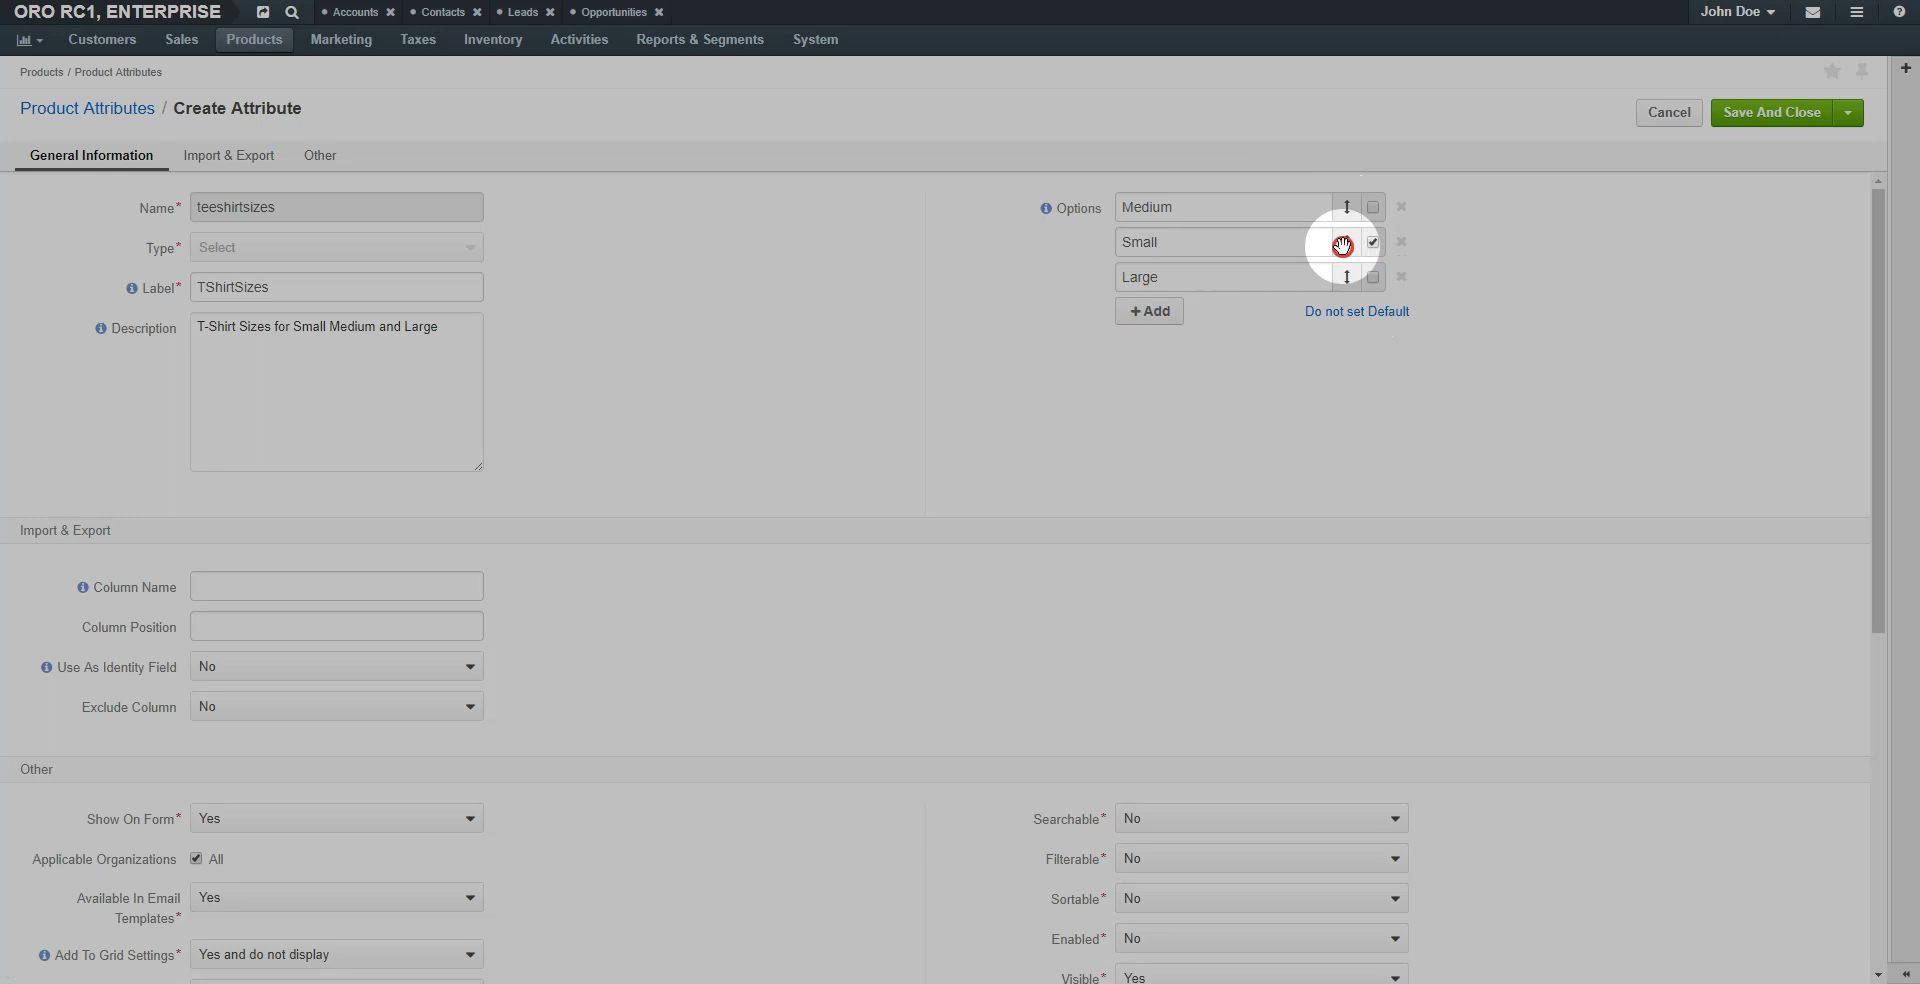 ORO RC1, ENTERPRISE
Accounts
Contacts
Leads
Opportunities
John Doe
Customers
Sales
Products
Marketing
Taxes
Inventory
Activities
Reports & Segments
System
Products / Product Attributes
Product Attributes / Create Attribute
Cancel
Save And Close
General Information
Import & Export
Other
Name*
teeshirtsizes
Type*
Select
Label*
TShirtSizes
Description
T-Shirt Sizes for Small Medium and Large
Options
Medium
Small
Large
+ Add
Do not set Default
Import & Export
Column Name
Column Position
Use As Identity Field
No
Exclude Column
No
Other
Show On Form*
Yes
Applicable Organizations
All
Available In Email
Templates*
Yes
Add To Grid Settings*
Yes and do not display
Searchable*
No
Filterable*
No
Sortable*
No
Enabled*
No
Visible*
Yes